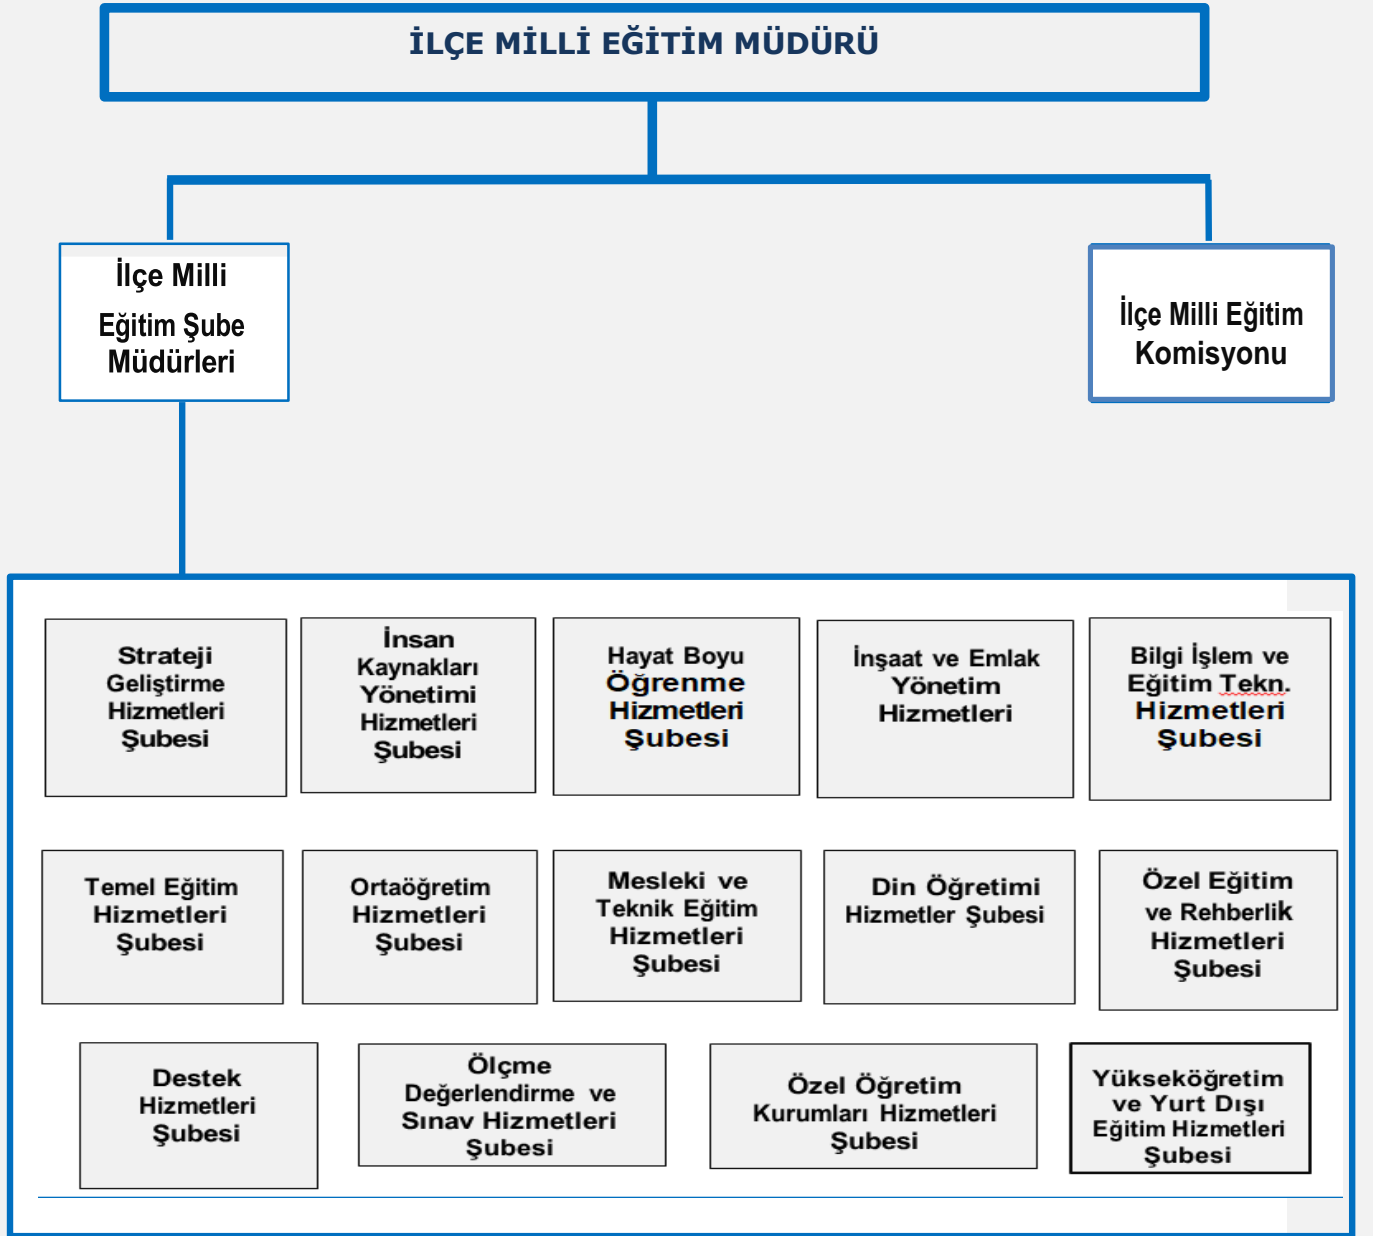 İLÇE MİLLİ EĞİTİM MÜDÜRÜ
İlçe Milli
Eğitim Şube
Müdürleri
İlçe Milli Eğitim
Komisyonu
Strateji
Geliştirme
Hizmetleri
Şubesi
İnsan
Kaynakları
Yönetimi
Hizmetleri
Şubesi
Hayat Boyu
Öğrenme
Hizmetleri
Şubesi
İnşaat ve Emlak
Yönetim
Hizmetleri
Bilgi İşlem ve
Eğitim Tekn.
Hizmetleri
Şubesi
Temel Eğitim
Hizmetleri
Şubesi
Ortaöğretim
Hizmetleri
Şubesi
Mesleki ve
Teknik Eğitim
Hizmetleri
Şubesi
Din Öğretimi
Hizmetler Şubesi
Özel Eğitim
ve Rehberlik
Hizmetleri
Şubesi
Destek
Hizmetleri
Şubesi
Ölçme
Değerlendirme ve
Sınav Hizmetleri
Şubesi
Özel Öğretim
Kurumları Hizmetleri
Şubesi
Yükseköğretim
ve Yurt Dışı
Eğitim Hizmetleri
Şubesi